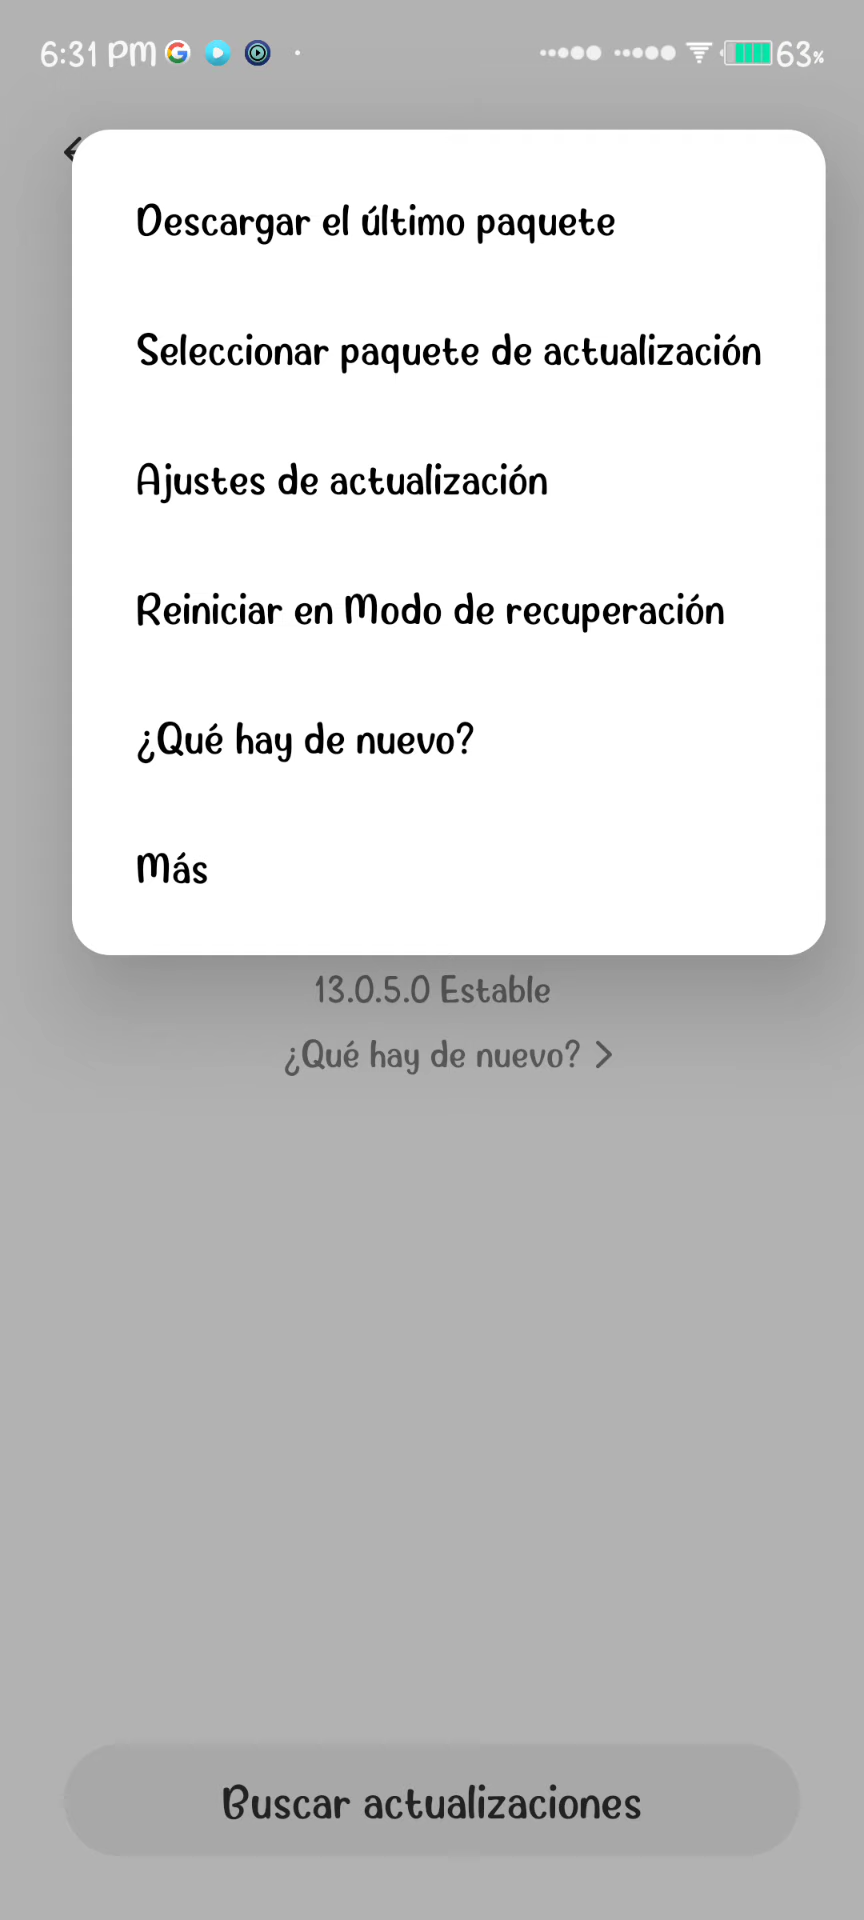 6:31 PM 63%
Descargar el último paquete
Seleccionar paquete de actualización
Ajustes de actualización
Reiniciar en Modo de recuperación
¿Qué hay de nuevo?
Más
13.0.5.0 Estable
¿Qué hay de nuevo? >
Buscar actualizaciones